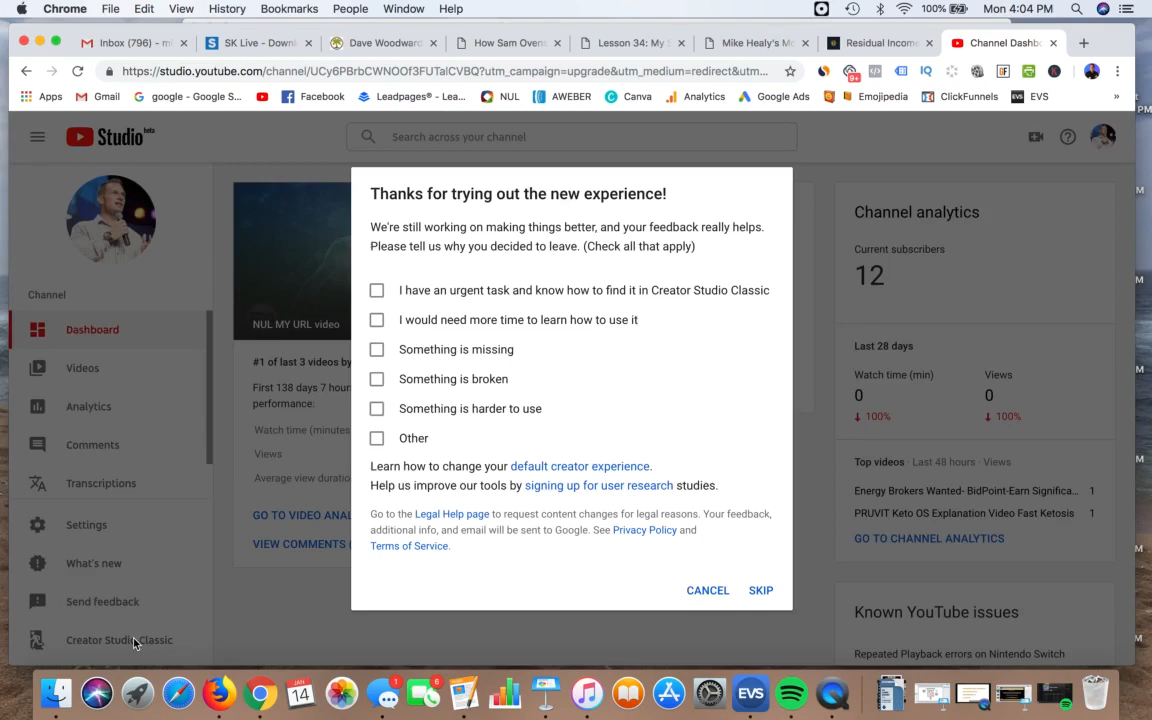 Chrome File Edit View History Bookmarks People Window Help 100% Mon 4:04 PM
Inbox (796) - mi SK Live - Downl Dave Woodward How Sam Ovens Lesson 34: My S Mike Healy's Mo Residual Income Channel Dashb
https://studio.youtube.com/channel/UCy6PBrbCWNOOf3FUTalCVBQ?utm_campaign=upgrade&utm_medium=redirect&utm... 9+ IQ
Apps Gmail google - Google S... Facebook Leadpages® - Lea... NUL AWEBER Canva Analytics Google Ads Emojipedia ClickFunnels EVS »
Studio beta
Search across your channel
Channel
Dashboard
Videos
Analytics
Comments
Transcriptions
Settings
What's new
Send feedback
Creator Studio Classic
NUL MY URL video
#1 of last 3 videos by
First 138 days 7 hour
performance:
Watch time (minutes
Views
Average view duratio
GO TO VIDEO ANAL
VIEW COMMENTS (
Thanks for trying out the new experience!
We're still working on making things better, and your feedback really helps.
Please tell us why you decided to leave. (Check all that apply)
I have an urgent task and know how to find it in Creator Studio Classic
I would need more time to learn how to use it
Something is missing
Something is broken
Something is harder to use
Other
Learn how to change your default creator experience.
Help us improve our tools by signing up for user research studies.
Go to the Legal Help page to request content changes for legal reasons. Your feedback,
additional info, and email will be sent to Google. See Privacy Policy and
Terms of Service.
CANCEL SKIP
Channel analytics
Current subscribers
12
Last 28 days
Watch time (min) Views
0 0
100% 100%
Top videos · Last 48 hours · Views
Energy Brokers Wanted- BidPoint-Earn Significa... 1
PRUVIT Keto OS Explanation Video Fast Ketosis 1
GO TO CHANNEL ANALYTICS
Known YouTube issues
Repeated Playback errors on Nintendo Switch
JAN 14 1 6 EVS